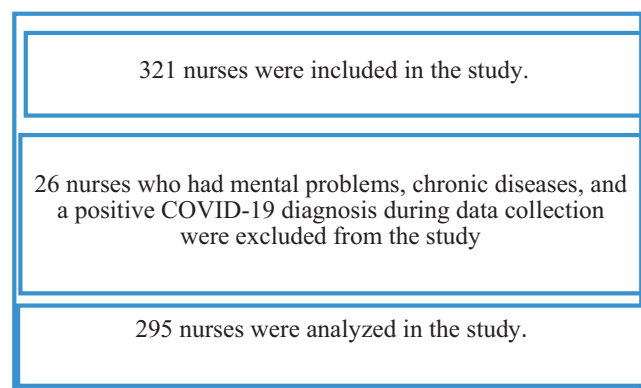 321 nurses were included in the study.
26 nurses who had mental problems, chronic diseases, and
a positive COVID-19 diagnosis during data collection
were excluded from the study
295 nurses were analyzed in the study.